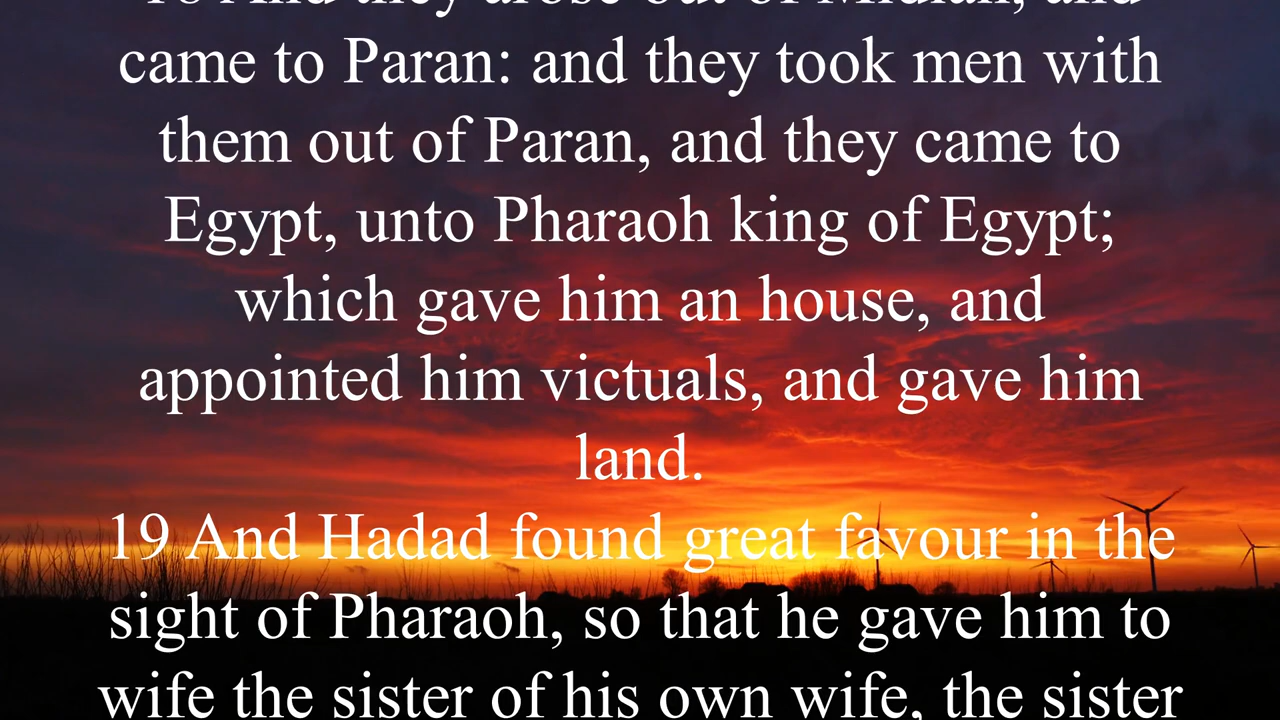 18 And they arose out of Midian, and
came to Paran: and they took men with
them out of Paran, and they came to
Egypt, unto Pharaoh king of Egypt;
which gave him an house, and
appointed him victuals, and gave him
land.
19 And Hadad found great favour in the
sight of Pharaoh, so that he gave him to
wife the sister of his own wife, the sister